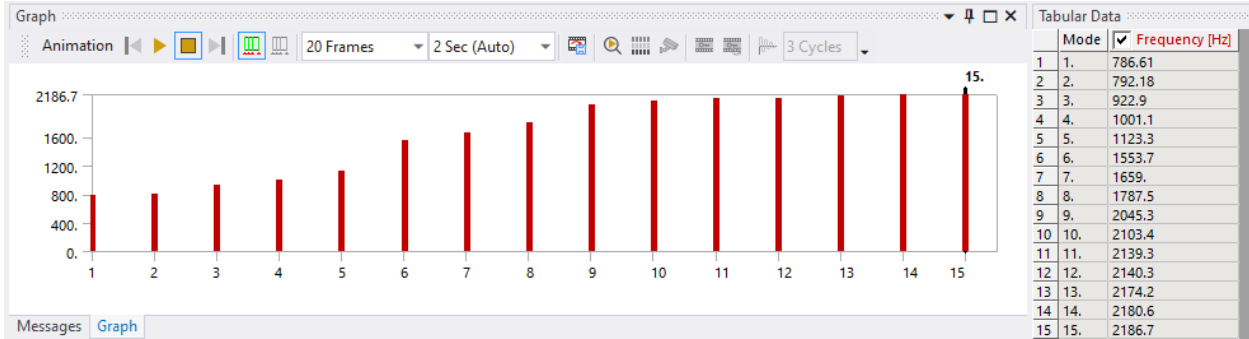 Graph
Animation 20 Frames 2 Sec (Auto) 3 Cycles
15.
2186.7
1600.
1200.
800.
400.
0.
1 2 3 4 5 6 7 8 9 10 11 12 13 14 15
Messages Graph
Tabular Data
Mode Frequency [Hz]
1 1. 786.61
2 2. 792.18
3 3. 922.9
4 4. 1001.1
5 5. 1123.3
6 6. 1553.7
7 7. 1659.
8 8. 1787.5
9 9. 2045.3
10 10. 2103.4
11 11. 2139.3
12 12. 2140.3
13 13. 2174.2
14 14. 2180.6
15 15. 2186.7